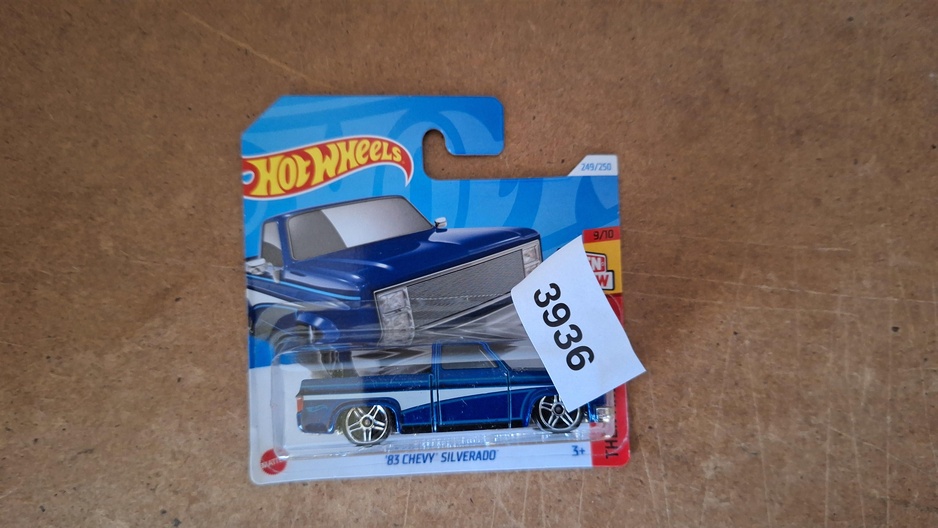 HOT WHEELS
249/250
9/10
3936
'83 CHEVY SILVERADO
3+